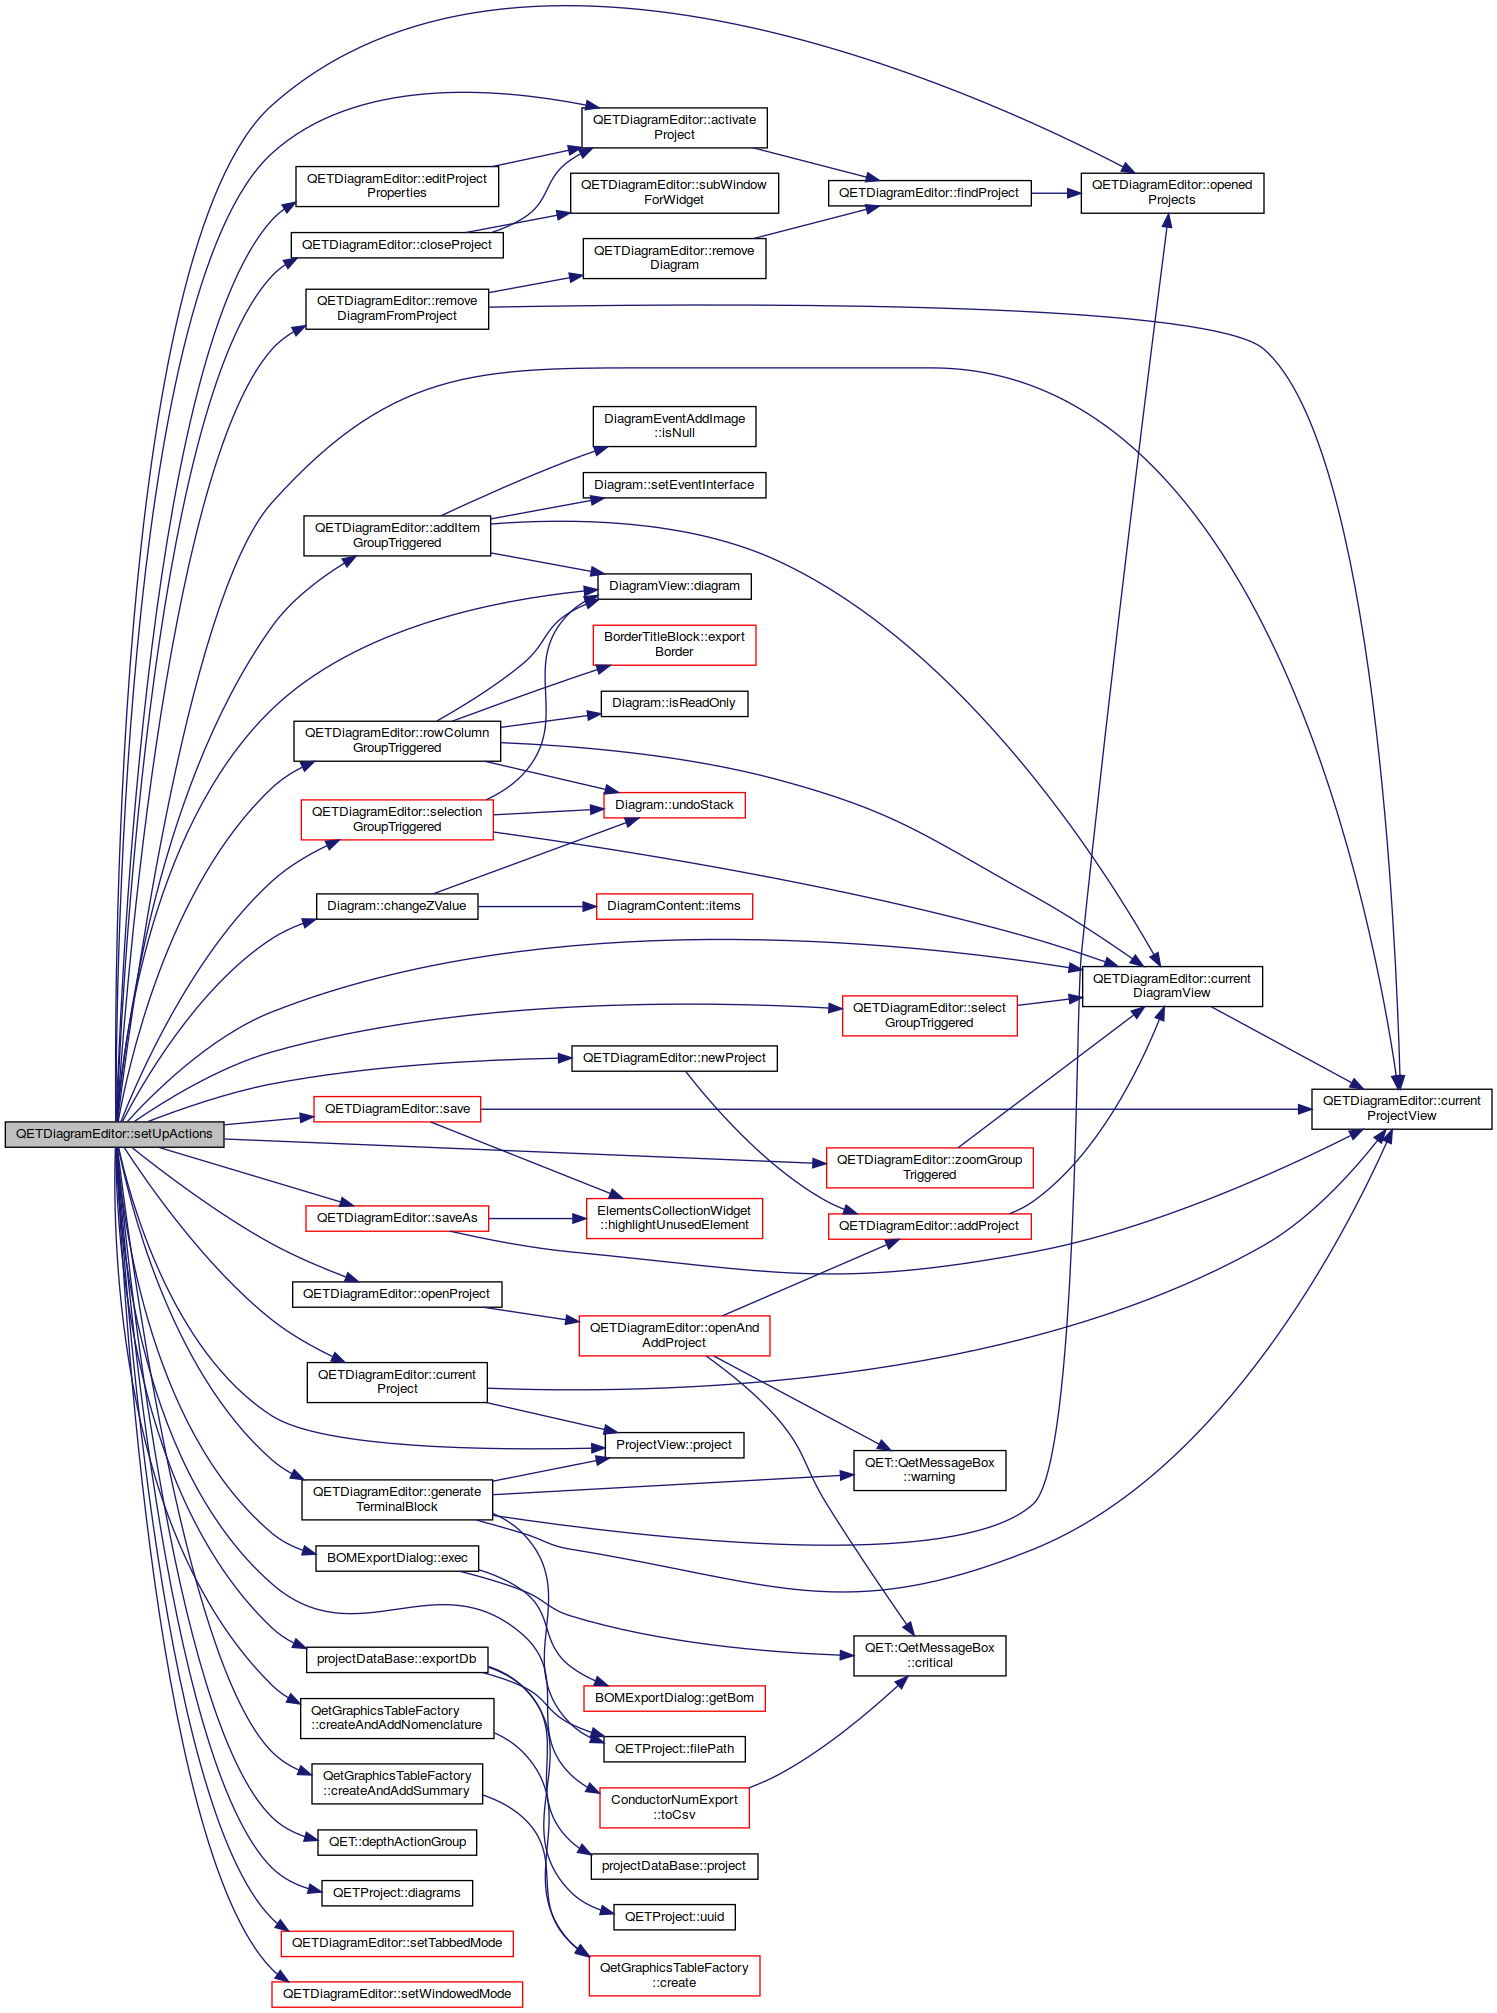 QETDiagramEditor::activate
Project
QETDiagramEditor::editProject
Properties
QETDiagramEditor::subWindow
ForWidget
QETDiagramEditor::findProject
QETDiagramEditor::opened
Projects
QETDiagramEditor::closeProject
QETDiagramEditor::remove
Diagram
QETDiagramEditor::remove
DiagramFromProject
DiagramEventAddImage
::isNull
Diagram::setEventInterface
QETDiagramEditor::addItem
GroupTriggered
DiagramView::diagram
BorderTitleBlock::export
Border
Diagram::isReadOnly
QETDiagramEditor::rowColumn
GroupTriggered
QETDiagramEditor::selection
GroupTriggered
Diagram::undoStack
Diagram::changeZValue
DiagramContent::items
QETDiagramEditor::current
DiagramView
QETDiagramEditor::select
GroupTriggered
QETDiagramEditor::newProject
QETDiagramEditor::save
QETDiagramEditor::current
ProjectView
QETDiagramEditor::setUpActions
QETDiagramEditor::zoomGroup
Triggered
QETDiagramEditor::saveAs
ElementsCollectionWidget
::highlightUnusedElement
QETDiagramEditor::addProject
QETDiagramEditor::openProject
QETDiagramEditor::openAnd
AddProject
QETDiagramEditor::current
Project
ProjectView::project
QET::QetMessageBox
::warning
QETDiagramEditor::generate
TerminalBlock
BOMExportDialog::exec
QET::QetMessageBox
::critical
projectDataBase::exportDb
BOMExportDialog::getBom
QetGraphicsTableFactory
::createAndAddNomenclature
QETProject::filePath
QetGraphicsTableFactory
::createAndAddSummary
ConductorNumExport
::toCsv
QET::depthActionGroup
projectDataBase::project
QETProject::diagrams
QETProject::uuid
QETDiagramEditor::setTabbedMode
QetGraphicsTableFactory
::create
QETDiagramEditor::setWindowedMode